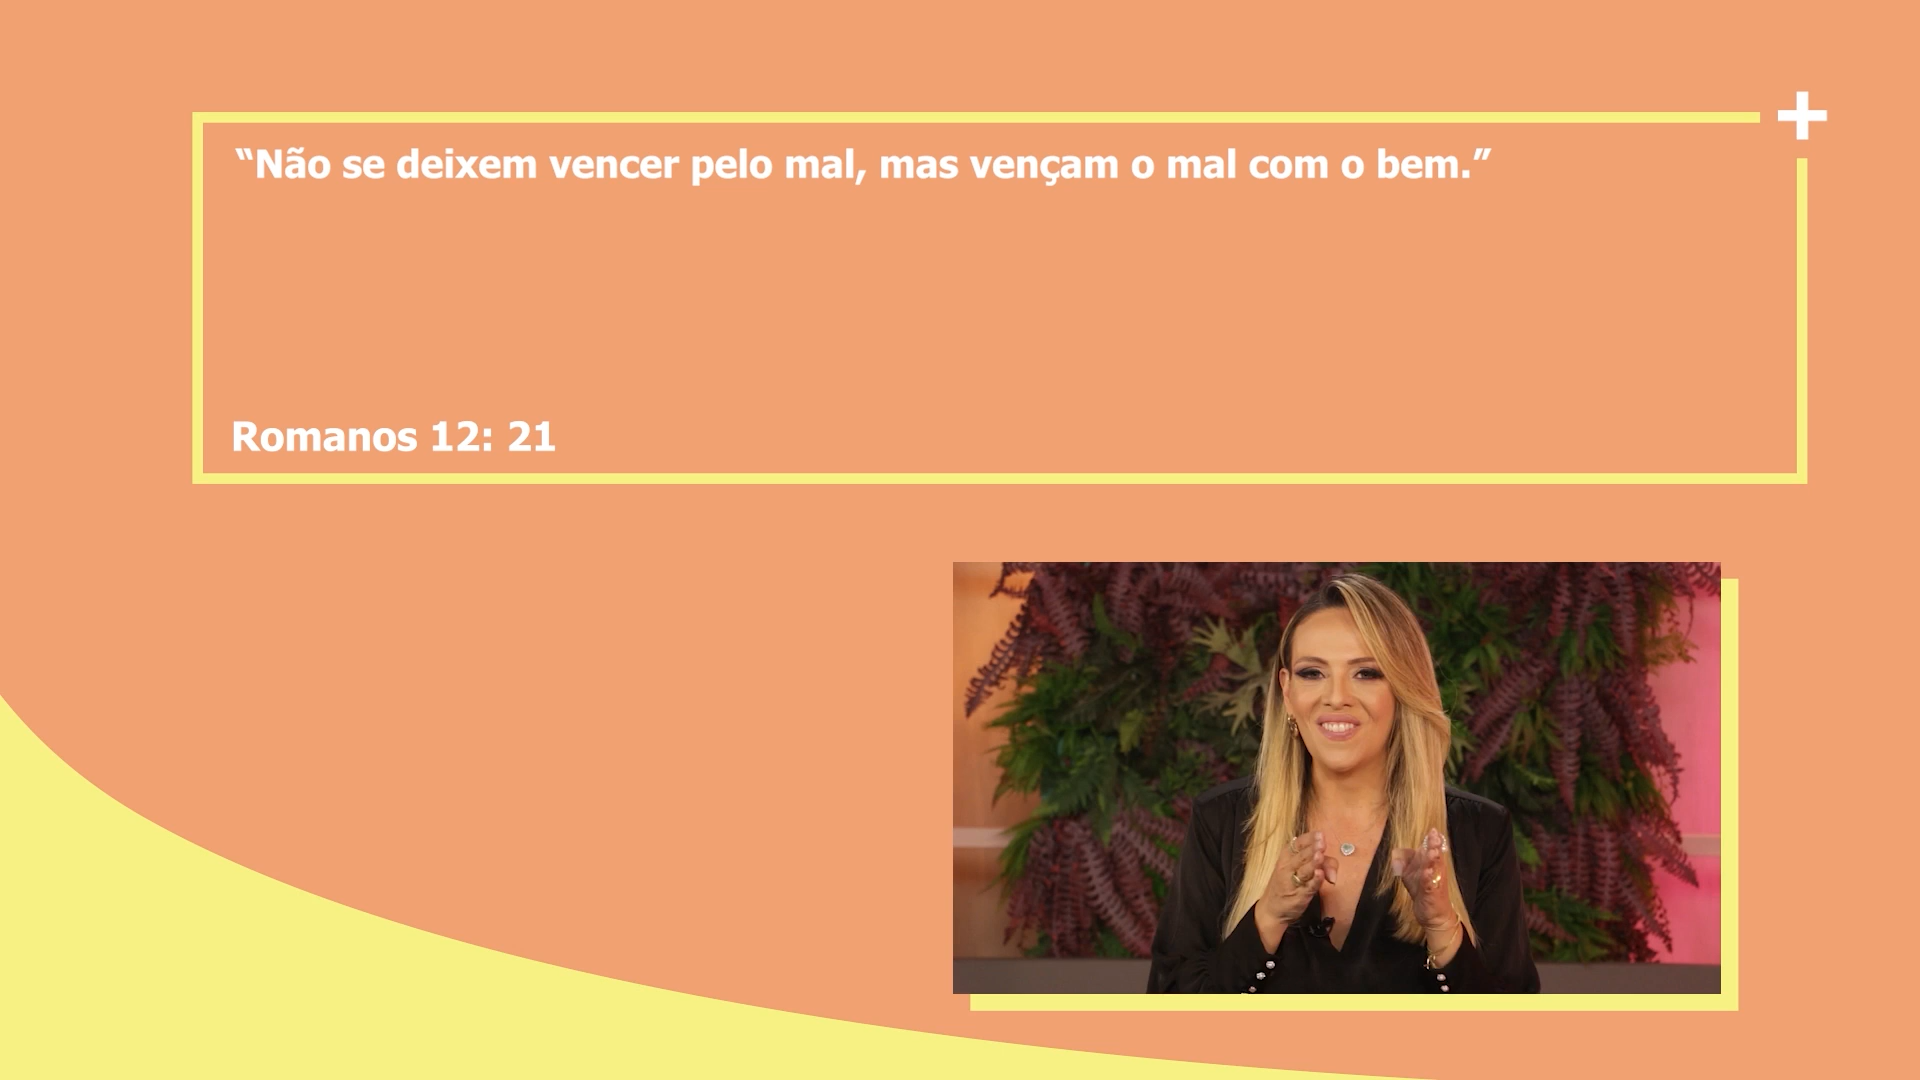 “Não se deixem vencer pelo mal, mas vençam o mal com o bem.”
Romanos 12: 21